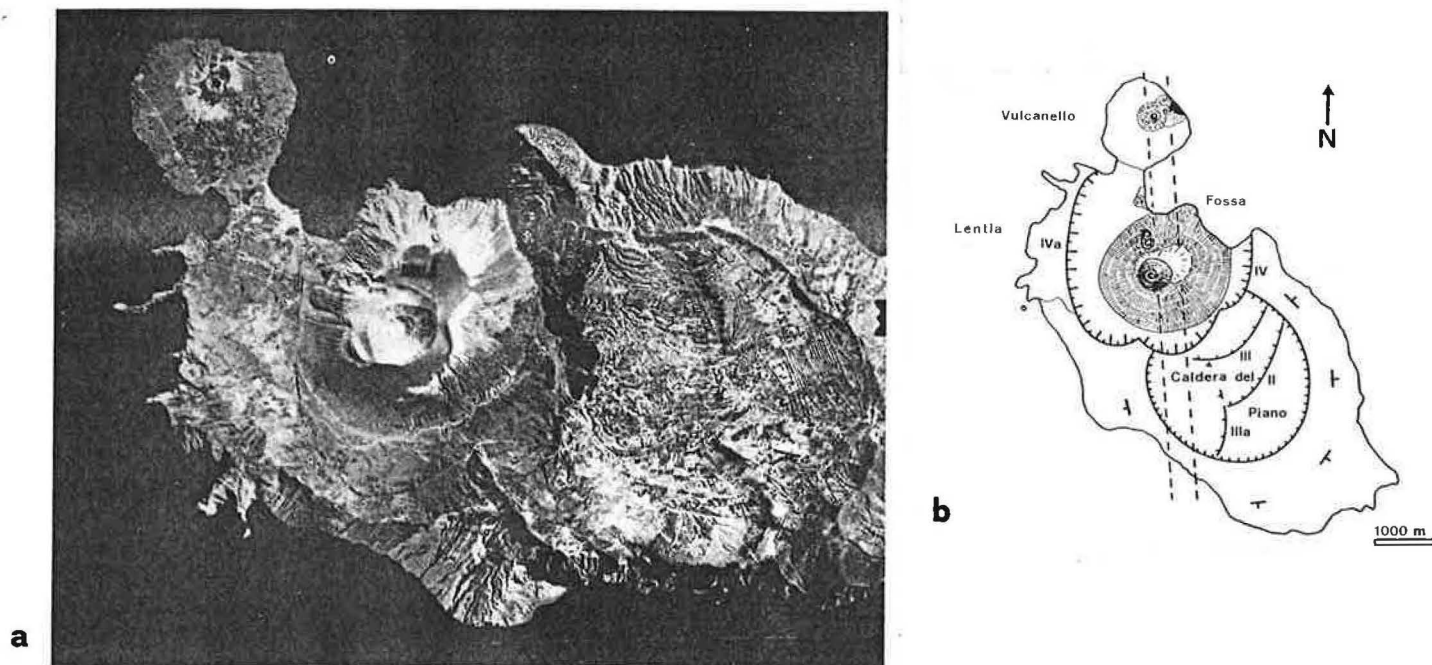 a
b
Vulcanello
N
Fossa
Lentia
IVa
IV
III
Caldera del
II
Piano
IIIa
1000 m